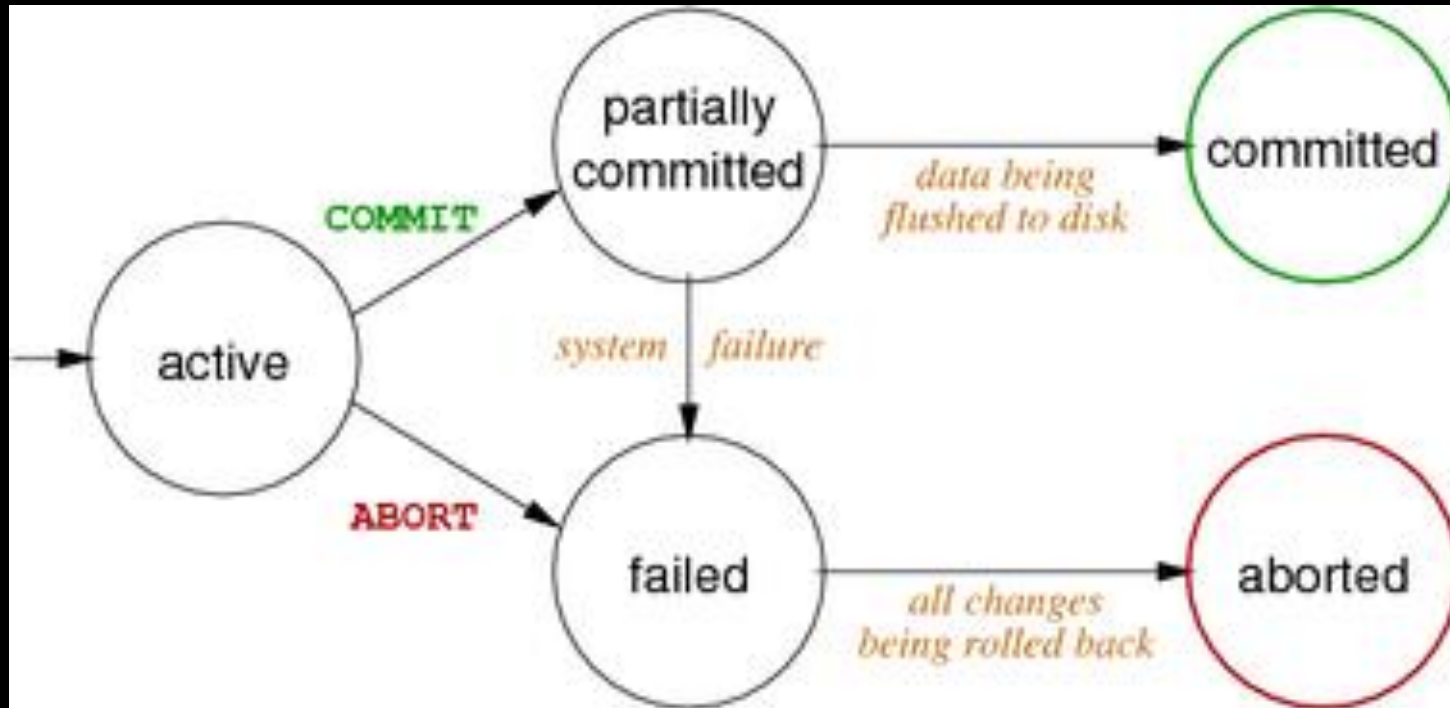 partially
committed
committed
data being
flushed to disk
COMMIT
active
system failure
ABORT
failed
aborted
all changes
being rolled back